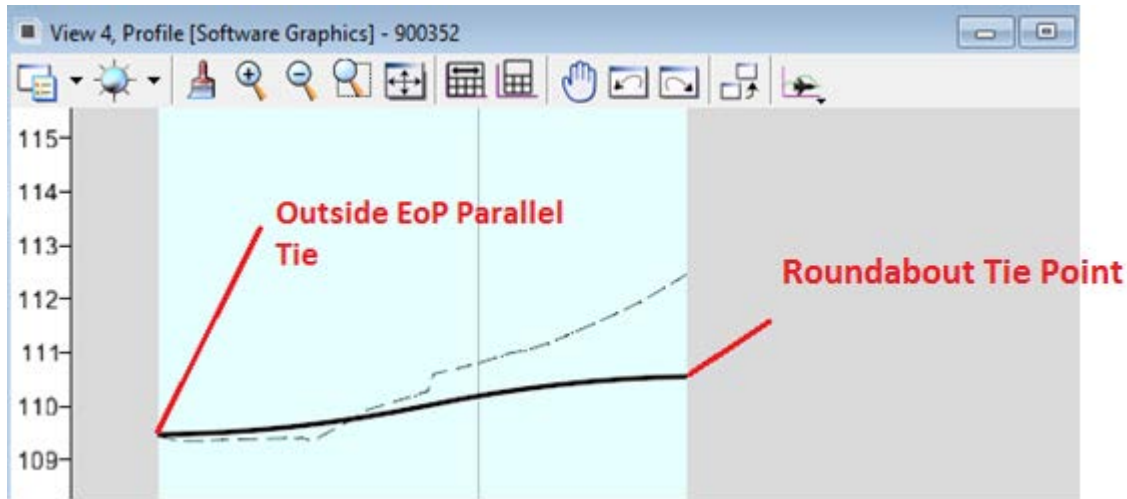 View 4, Profile [Software Graphics] - 900352
115
114
Outside EoP Parallel
Tie
113
Roundabout Tie Point
112
111
110
109